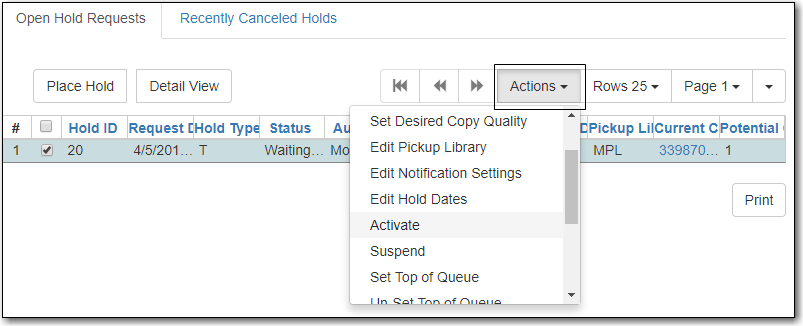 Open Hold Requests Recently Canceled Holds
Place Hold Detail View Actions Rows 25 Page 1
# Hold ID Request D Hold Type Status Au D Pickup Lib Current C Potential
1 20 4/5/201... T Waiting... Mo MPL 339870... 1
Set Desired Copy Quality
Edit Pickup Library
Edit Notification Settings
Edit Hold Dates
Activate
Print
Suspend
Set Top of Queue
Un-Set Top of Queue